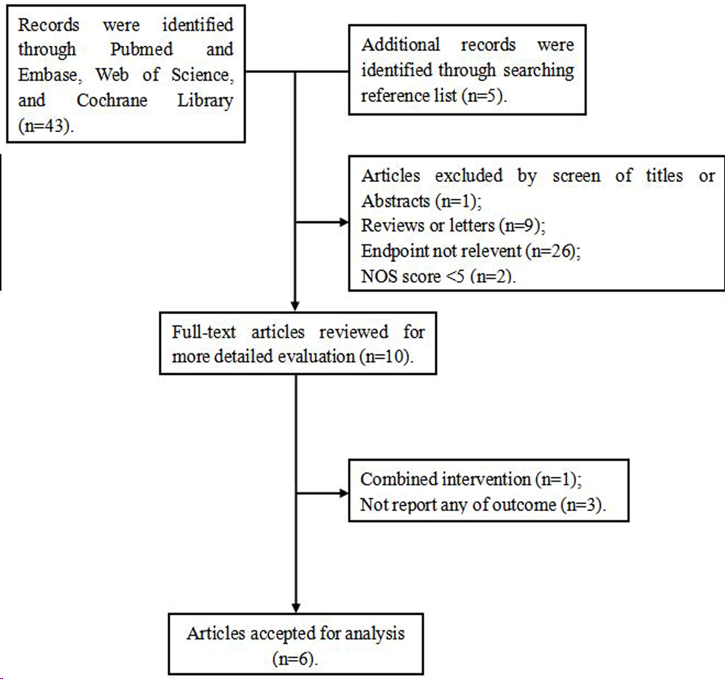 Records were identified
through Pubmed and
Embase, Web of Science,
and Cochrane Library
(n=43).
Additional records were
identified through searching
reference list (n=5).
Articles excluded by screen of titles or
Abstracts (n=1);
Reviews or letters (n=9);
Endpoint not relevent (n=26);
NOS score <5 (n=2).
Full-text articles reviewed for
more detailed evaluation (n=10).
Combined intervention (n=1);
Not report any of outcome (n=3).
Articles accepted for analysis
(n=6).